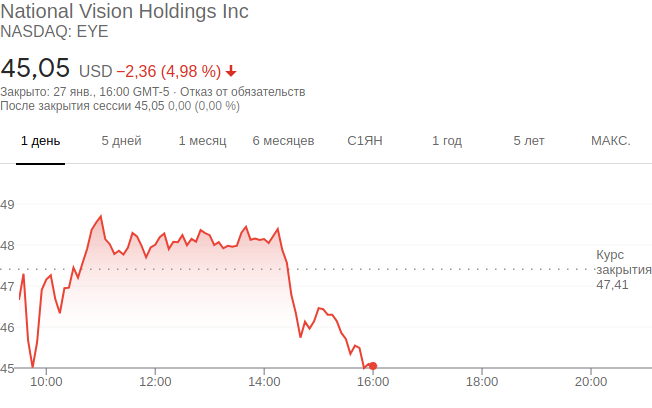 National Vision Holdings Inc
NASDAQ: EYE
45,05 USD −2,36 (4,98 %)
Закрыто: 27 янв., 16:00 GMT-5 · Отказ от обязательств
После закрытия сессии 45,05 0,00 (0,00 %)
1 день 5 дней 1 месяц 6 месяцев С1ЯН 1 год 5 лет МАКС.
49
48
Курс
закрытия
47,41
47
46
45
10:00 12:00 14:00 16:00 18:00 20:00